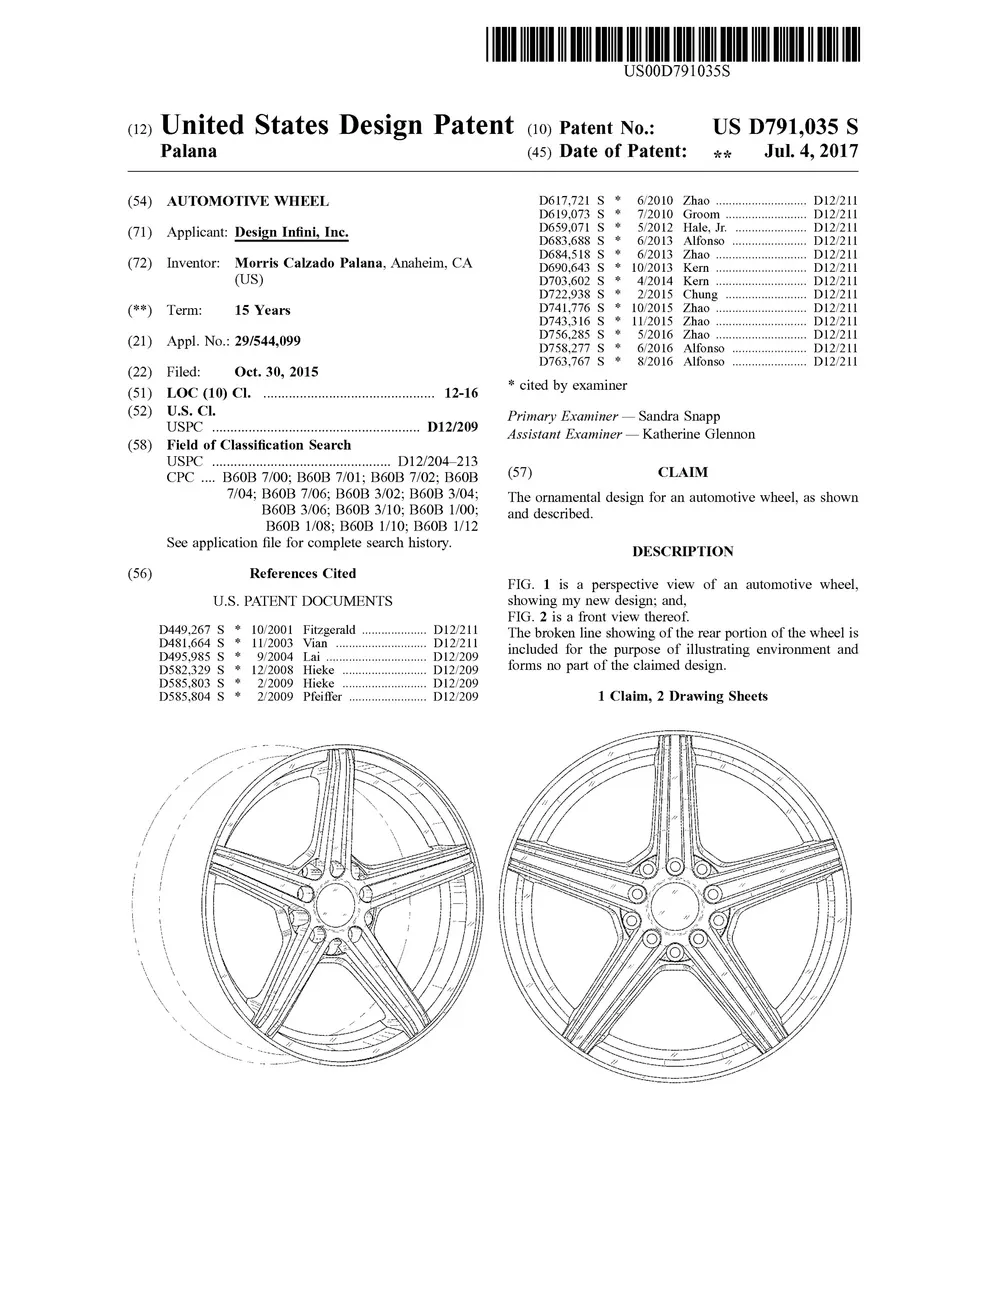 US00D791035S
(12) United States Design Patent
Palana
(10) Patent No.: US D791,035 S
(45) Date of Patent: ** Jul. 4, 2017
(54) AUTOMOTIVE WHEEL
(71) Applicant: Design Infini, Inc.
(72) Inventor: Morris Calzado Palana, Anaheim, CA
(US)
(**) Term: 15 Years
(21) Appl. No.: 29/544,099
(22) Filed: Oct. 30, 2015
(51) LOC (10) Cl. ............................................... 12-16
(52) U.S. Cl.
USPC ......................................................... D12/209
(58) Field of Classification Search
USPC ................................................. D12/204–213
CPC .... B60B 7/00; B60B 7/01; B60B 7/02; B60B
7/04; B60B 7/06; B60B 3/02; B60B 3/04;
B60B 3/06; B60B 3/10; B60B 1/00;
B60B 1/08; B60B 1/10; B60B 1/12
See application file for complete search history.
(56) References Cited
U.S. PATENT DOCUMENTS
D449,267 S * 10/2001 Fitzgerald .................... D12/211
D481,664 S * 11/2003 Vian ............................ D12/211
D495,985 S * 9/2004 Lai ............................... D12/209
D582,329 S * 12/2008 Hieke .......................... D12/209
D585,803 S * 2/2009 Hieke .......................... D12/209
D585,804 S * 2/2009 Pfeiffer ........................ D12/209
D617,721 S * 6/2010 Zhao ............................ D12/211
D619,073 S * 7/2010 Groom ......................... D12/211
D659,071 S * 5/2012 Hale, Jr. ...................... D12/211
D683,688 S * 6/2013 Alfonso ....................... D12/211
D684,518 S * 6/2013 Zhao ............................ D12/211
D690,643 S * 10/2013 Kern ............................ D12/211
D703,602 S * 4/2014 Kern ............................ D12/211
D722,938 S * 2/2015 Chung ......................... D12/211
D741,776 S * 10/2015 Zhao ............................ D12/211
D743,316 S * 11/2015 Zhao ............................ D12/211
D756,285 S * 5/2016 Zhao ............................ D12/211
D758,277 S * 6/2016 Alfonso ....................... D12/211
D763,767 S * 8/2016 Alfonso ....................... D12/211
* cited by examiner
Primary Examiner — Sandra Snapp
Assistant Examiner — Katherine Glennon
(57) CLAIM
The ornamental design for an automotive wheel, as shown
and described.
DESCRIPTION
FIG. 1 is a perspective view of an automotive wheel,
showing my new design; and,
FIG. 2 is a front view thereof.
The broken line showing of the rear portion of the wheel is
included for the purpose of illustrating environment and
forms no part of the claimed design.
1 Claim, 2 Drawing Sheets